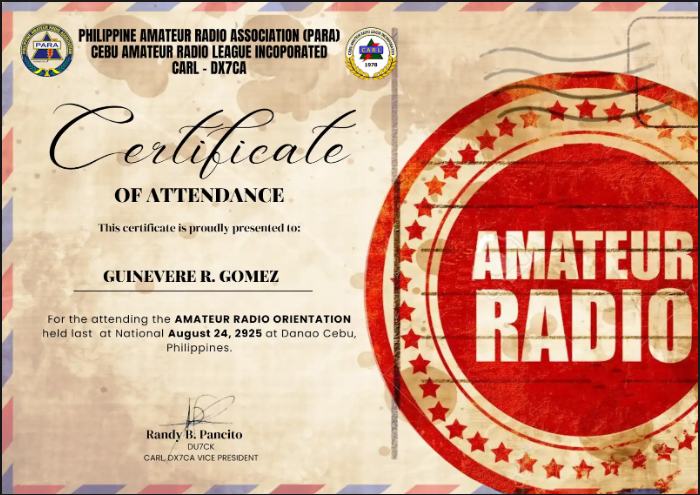 PHILIPPINE AMATEUR RADIO ASSOCIATION (PARA)
CEBU AMATEUR RADIO LEAGUE INCOPORATED
CARL - DX7CA
PARA
CARL
1978
Certificate
OF ATTENDANCE
This certificate is proudly presented to:
GUINEVERE R. GOMEZ
For the attending the AMATEUR RADIO ORIENTATION
held last at National August 24, 2925 at Danao Cebu,
Philippines.
Randy B. Pancito
DU7CK
CARL, DX7CA VICE PRESIDENT
AMATEUR
RADIO